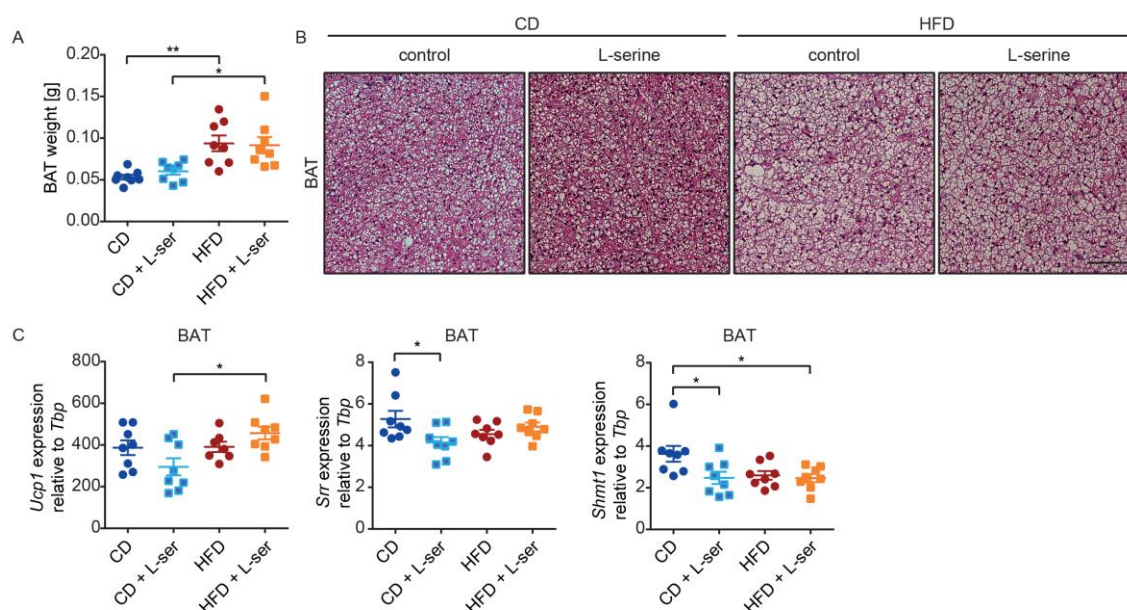 A
BAT weight [g]
0.20
0.15
0.10
0.05
0.00
**
*
CD
CD + L-ser
HFD
HFD + L-ser
B
CD
HFD
control
L-serine
control
L-serine
BAT
C
BAT
Ucp1 expression
relative to Tbp
800
600
400
200
0
*
CD
CD + L-ser
HFD
HFD + L-ser
BAT
Srr expression
relative to Tbp
8
6
4
2
0
*
CD
CD + L-ser
HFD
HFD + L-ser
BAT
Shmt1 expression
relative to Tbp
8
6
4
2
0
*
*
CD
CD + L-ser
HFD
HFD + L-ser